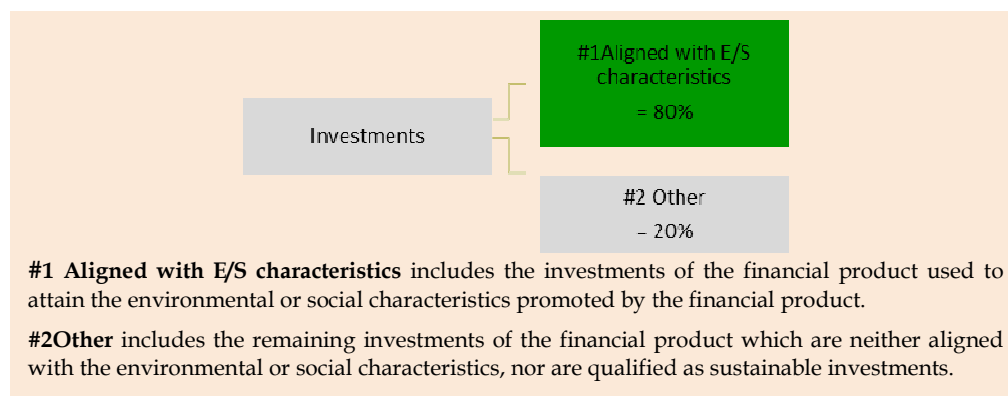 #1Aligned with E/S
characteristics
= 80%
Investments
#2 Other
= 20%
#1 Aligned with E/S characteristics includes the investments of the financial product used to
attain the environmental or social characteristics promoted by the financial product.
#2Other includes the remaining investments of the financial product which are neither aligned
with the environmental or social characteristics, nor are qualified as sustainable investments.